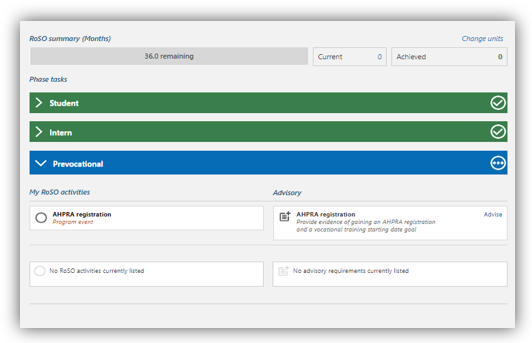 RoSO summary (Months)
Change units
36.0 remaining
Current 0
Achieved 0
Phase tasks
Student
Intern
Prevocational
My RoSO activities
Advisory
AHPRA registration
Program event
AHPRA registration
Advise
Provide evidence of gaining an AHPRA registration
and a vocational training starting date goal
No RoSO activities currently listed
No advisory requirements currently listed